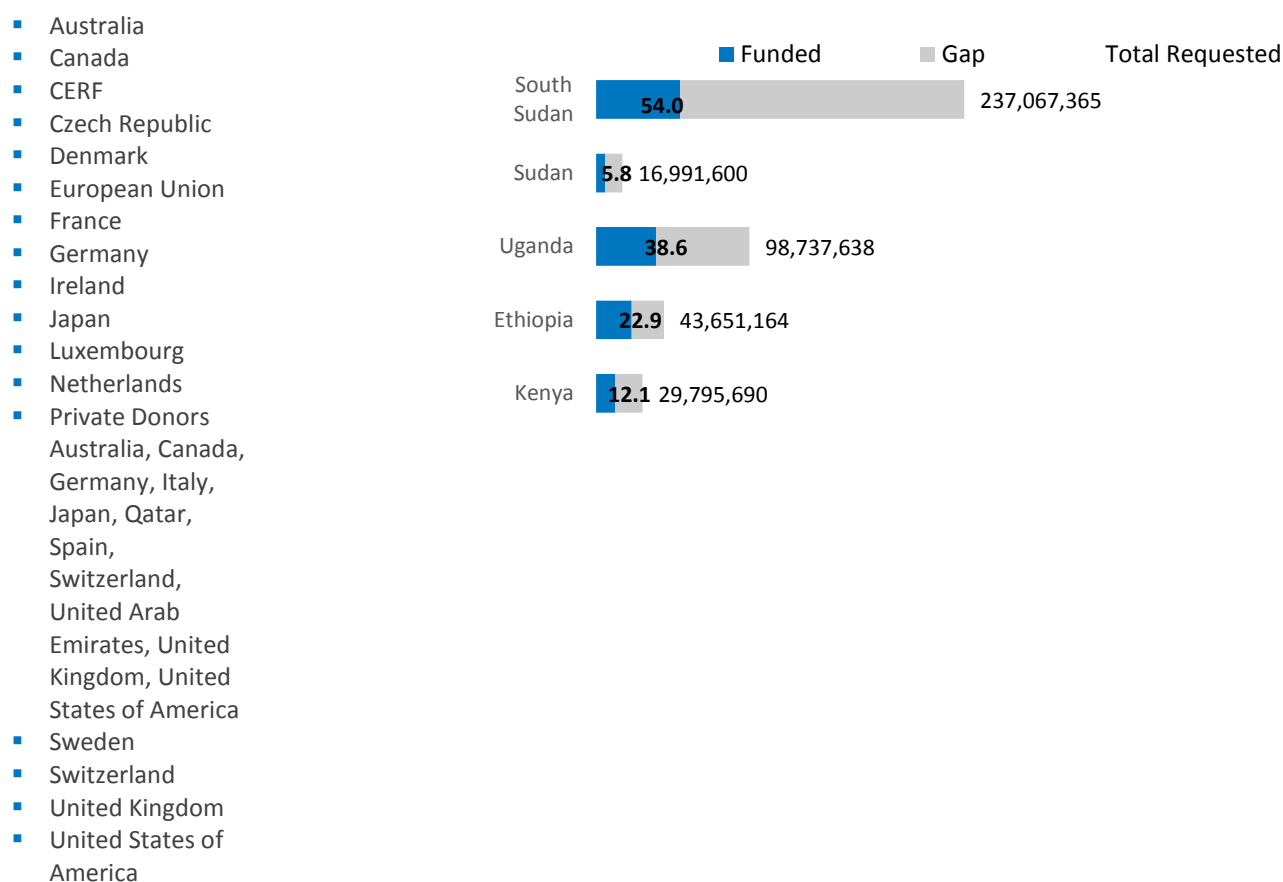 ▪ Australia
▪ Canada
▪ CERF
▪ Czech Republic
▪ Denmark
▪ European Union
▪ France
▪ Germany
▪ Ireland
▪ Japan
▪ Luxembourg
▪ Netherlands
▪ Private Donors
Australia, Canada,
Germany, Italy,
Japan, Qatar,
Spain,
Switzerland,
United Arab
Emirates, United
Kingdom, United
States of America
▪ Sweden
▪ Switzerland
▪ United Kingdom
▪ United States of
America
Funded Gap Total Requested
South
Sudan
54.0 237,067,365
Sudan 5.8 16,991,600
Uganda 38.6 98,737,638
Ethiopia 22.9 43,651,164
Kenya 12.1 29,795,690